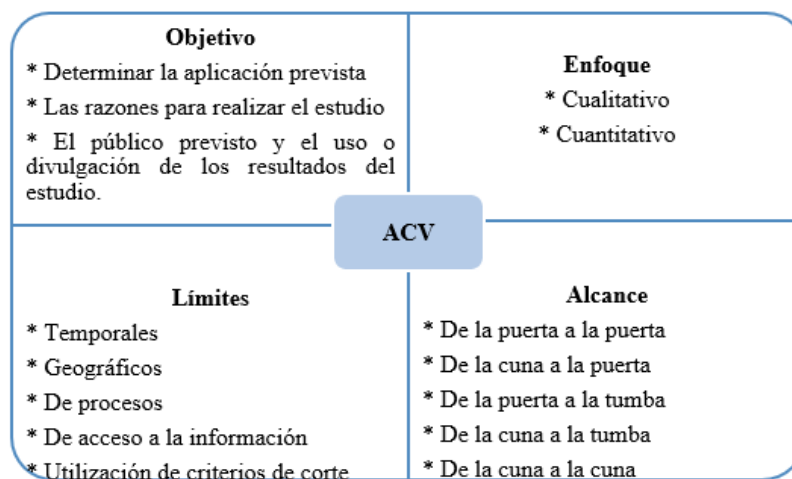 Objetivo
* Determinar la aplicación prevista
* Las razones para realizar el estudio
* El público previsto y el uso o
divulgación de los resultados del
estudio.
Enfoque
* Cualitativo
* Cuantitativo
ACV
Límites
* Temporales
* Geográficos
* De procesos
* De acceso a la información
* Utilización de criterios de corte
Alcance
* De la puerta a la puerta
* De la cuna a la puerta
* De la puerta a la tumba
* De la cuna a la tumba
* De la cuna a la cuna